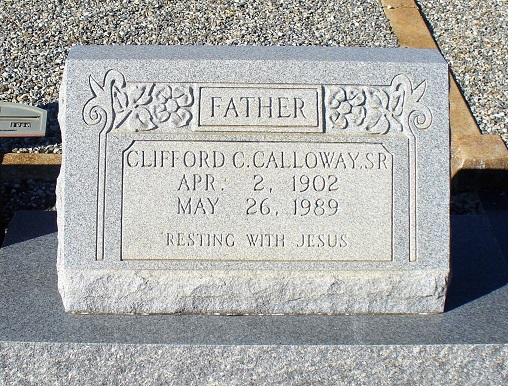 FATHER
CLIFFORD C. CALLOWAY, SR
APR. 2, 1902
MAY 26, 1989
RESTING WITH JESUS